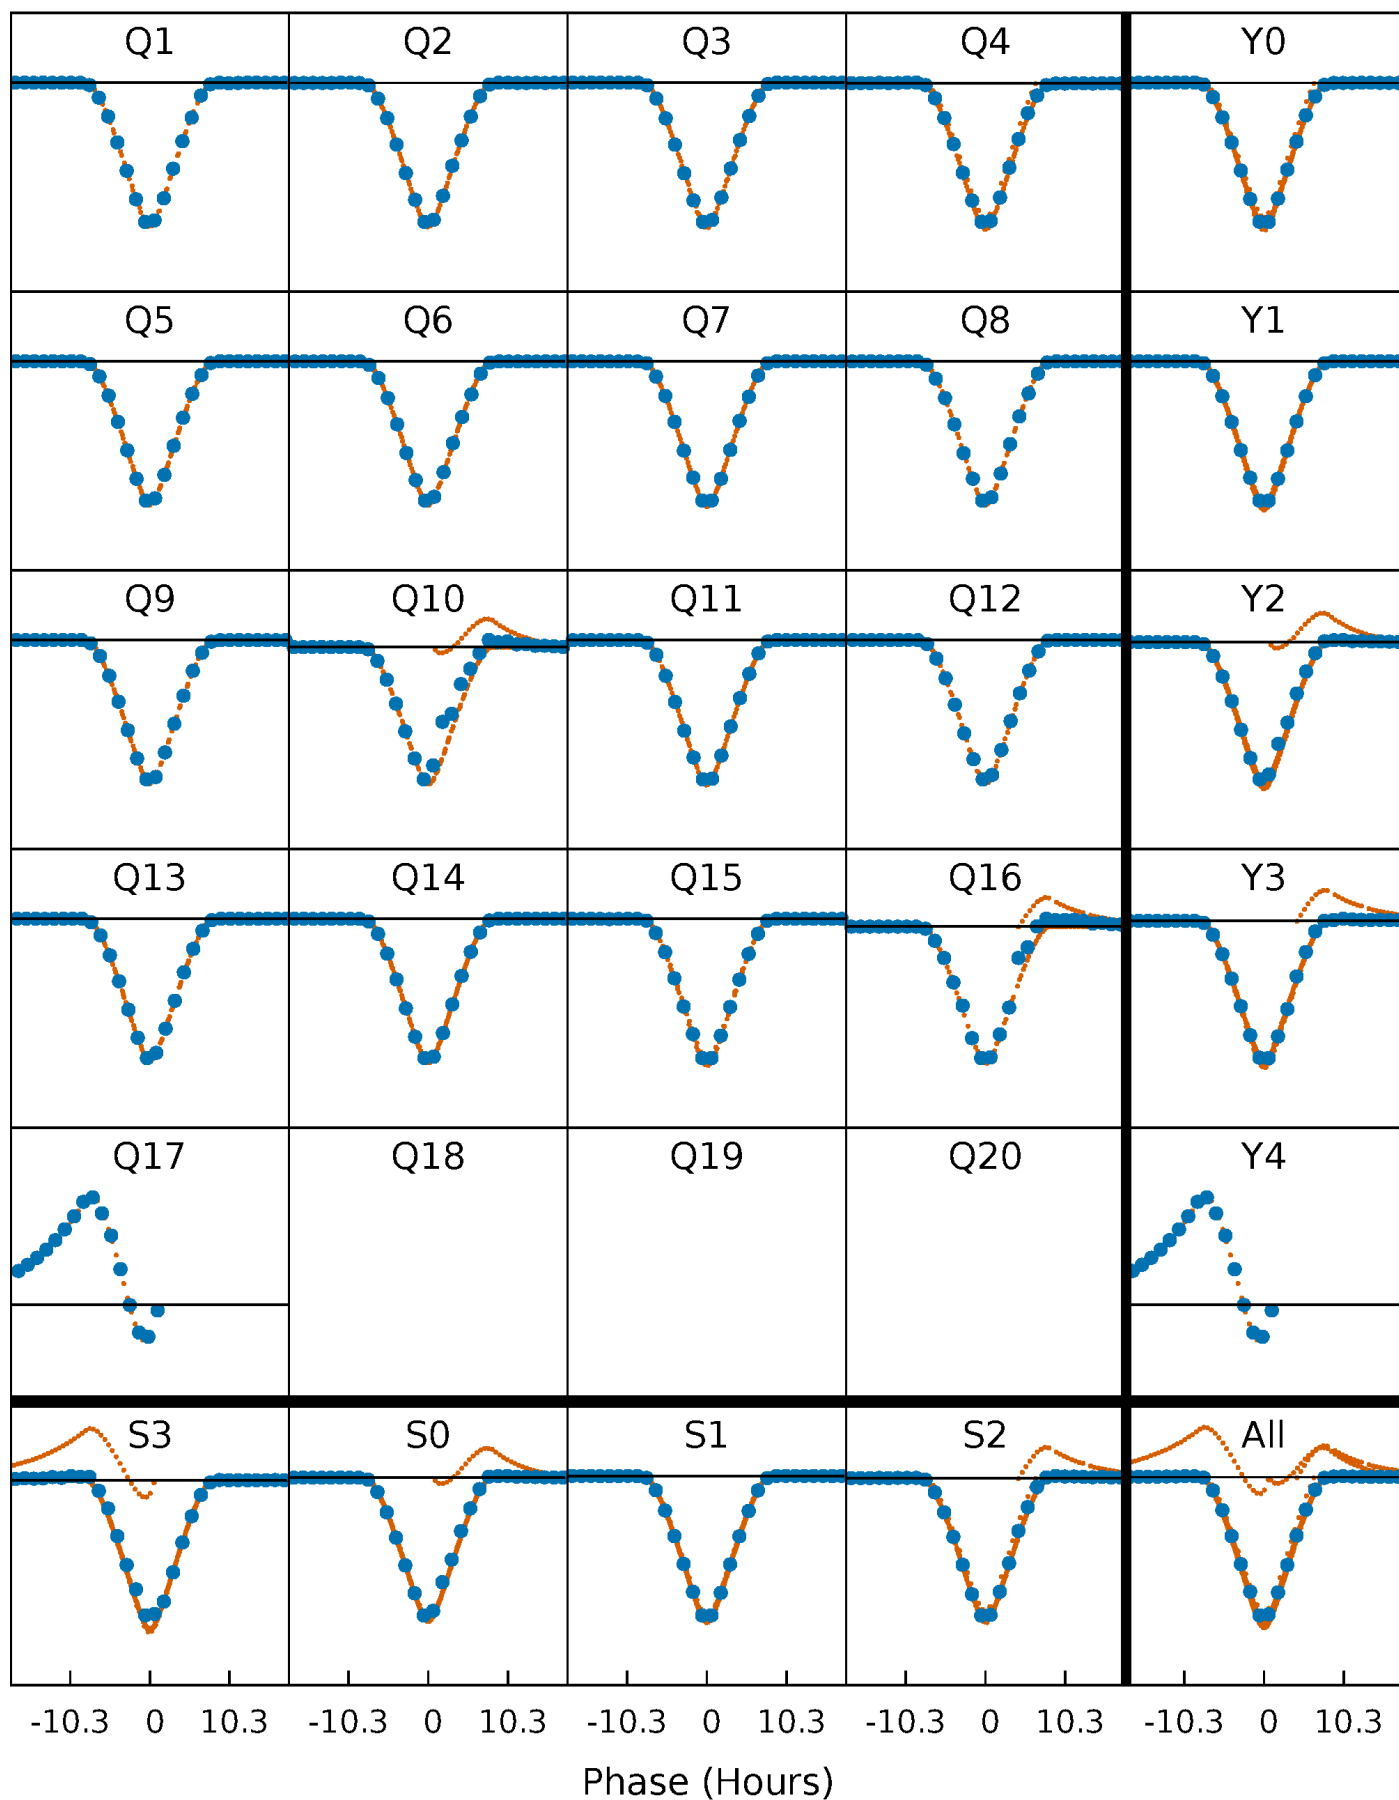 Q1 Q2 Q3 Q4 Y0
Q5 Q6 Q7 Q8 Y1
Q9 Q10 Q11 Q12 Y2
Q13 Q14 Q15 Q16 Y3
Q17 Q18 Q19 Q20 Y4
S3 S0 S1 S2 All
-10.3 0 10.3 -10.3 0 10.3 -10.3 0 10.3 -10.3 0 10.3 -10.3 0 10.3
Phase (Hours)